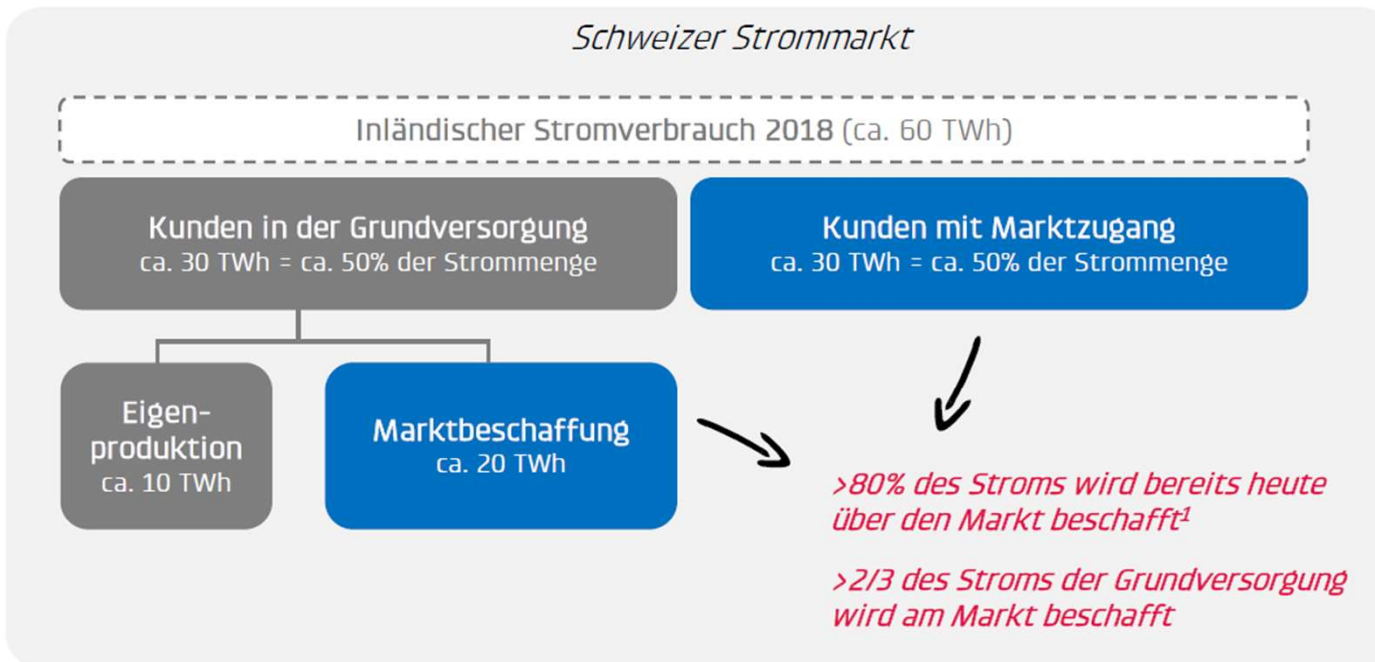 Schweizer Strommarkt
Inländischer Stromverbrauch 2018 (ca. 60 TWh)
Kunden in der Grundversorgung
ca. 30 TWh = ca. 50% der Strommenge
Kunden mit Marktzugang
ca. 30 TWh = ca. 50% der Strommenge
Eigen-
produktion
ca. 10 TWh
Marktbeschaffung
ca. 20 TWh
>80% des Stroms wird bereits heute
über den Markt beschafft¹
>2/3 des Stroms der Grundversorgung
wird am Markt beschafft